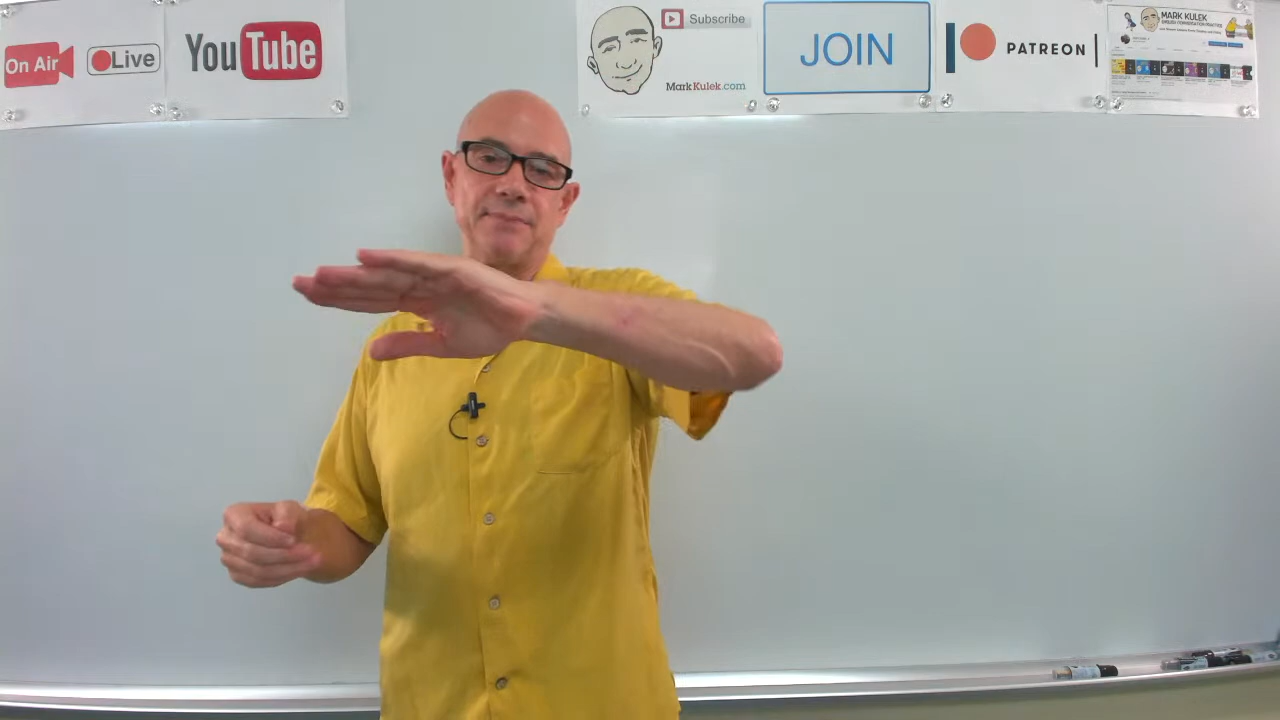 On Air
Live
YouTube
Subscribe
MarkKulek.com
JOIN
PATREON
MARK KULEK